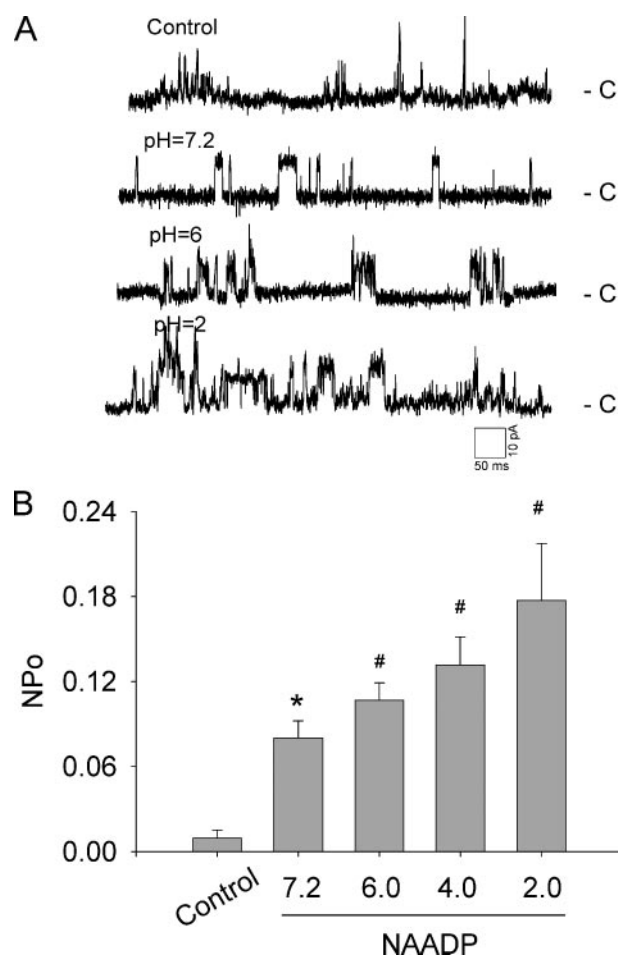 A
Control
- C
pH=7.2
- C
pH=6
- C
pH=2
- C
10 pA
50 ms
B
0.24
0.18
0.12
0.06
0.00
NPo
*
#
#
#
Control
7.2 6.0 4.0 2.0
NAADP